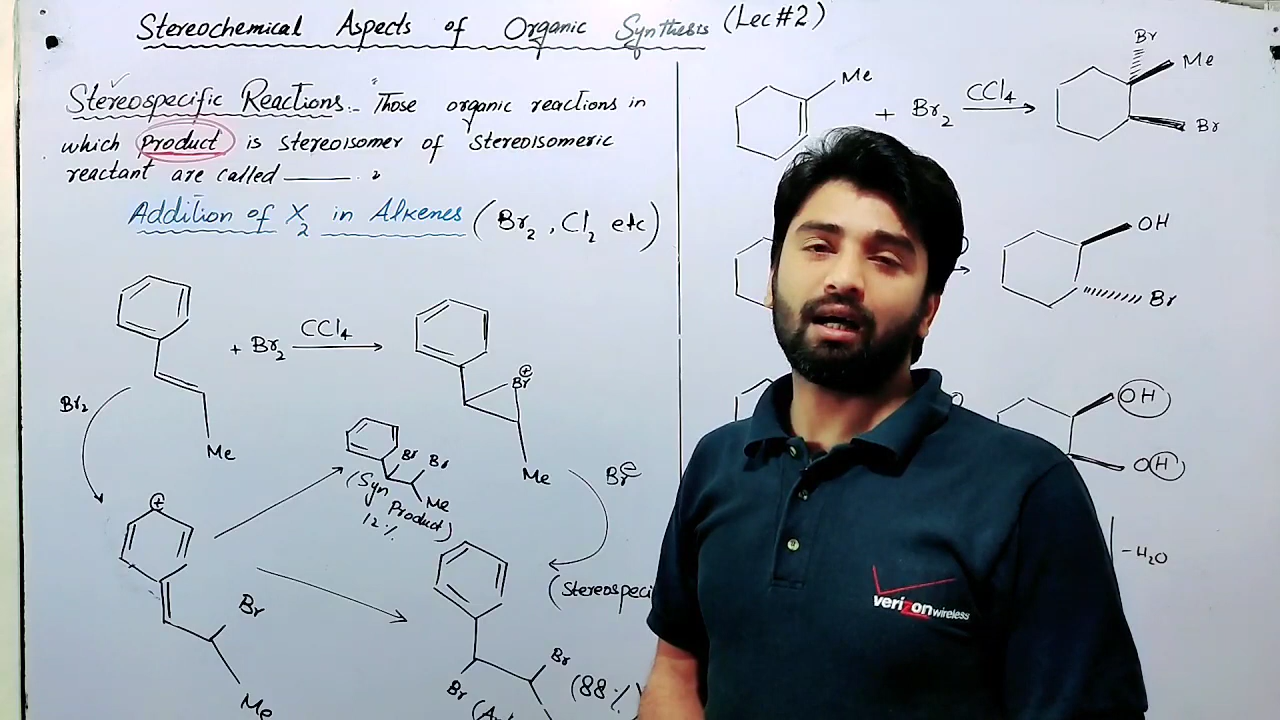 Stereochemical Aspects of Organic Synthesis (Lec#2)
Stereospecific Reactions:- "Those organic reactions in
which product is stereoisomer of stereoisomeric
reactant are called ——— .
Addition of X2 in Alkenes (Br2, Cl2 etc)
+ Br2 CCl4
Me
Br2
⊕
Br
Me
Br⊖
Br Br
Me
(Syn Product)
12%
⊕
Br
Me
(Stereospeci
Br
Br
(88%)
Me
+ Br2 CCl4
Br
Me
Br
OH
Br
OH
OH
-H2O
verizon wireless